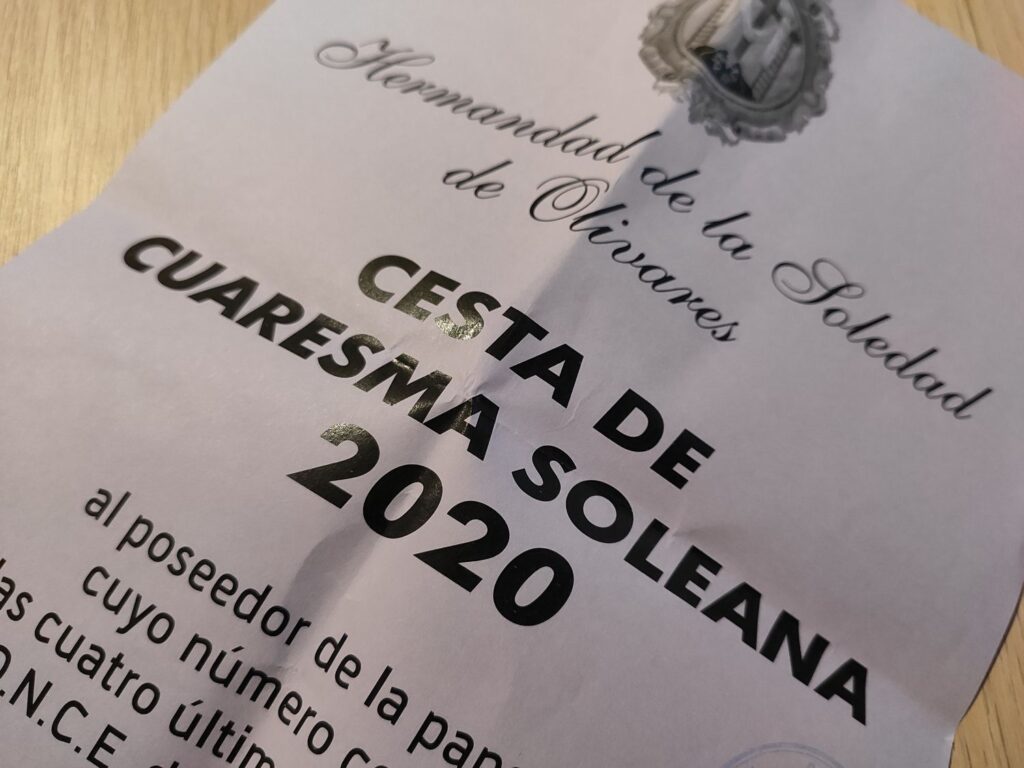 Hermandad de la Soledad
de Olivares
CESTA DE
CUARESMA SOLEANA
2020
al poseedor de la
cuyo número
las cuatro
O.N.C.E.